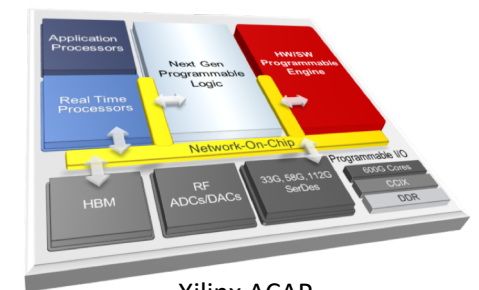 Application
Processors
Next Gen
Programmable
Logic
HW/SW
Programmable
Engine
Real Time
Processors
Network-On-Chip
Programmable I/O
HBM
RF
ADCs/DACs
33G, 58G, 112G
SerDes
600G Cores
CCIX
DDR
Xilinx ACAP